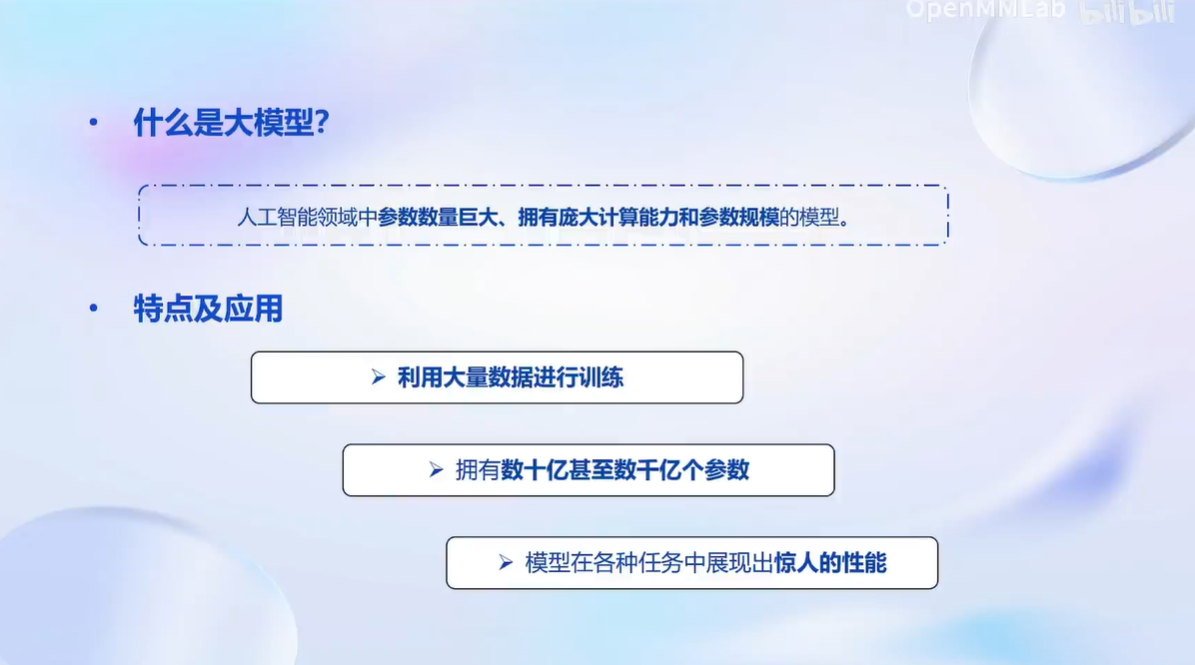 OpenMMLab bilibili
• 什么是大模型?
人工智能领域中参数数量巨大、拥有庞大计算能力和参数规模的模型。
• 特点及应用
➢ 利用大量数据进行训练
➢ 拥有数十亿甚至数千亿个参数
➢ 模型在各种任务中展现出惊人的性能